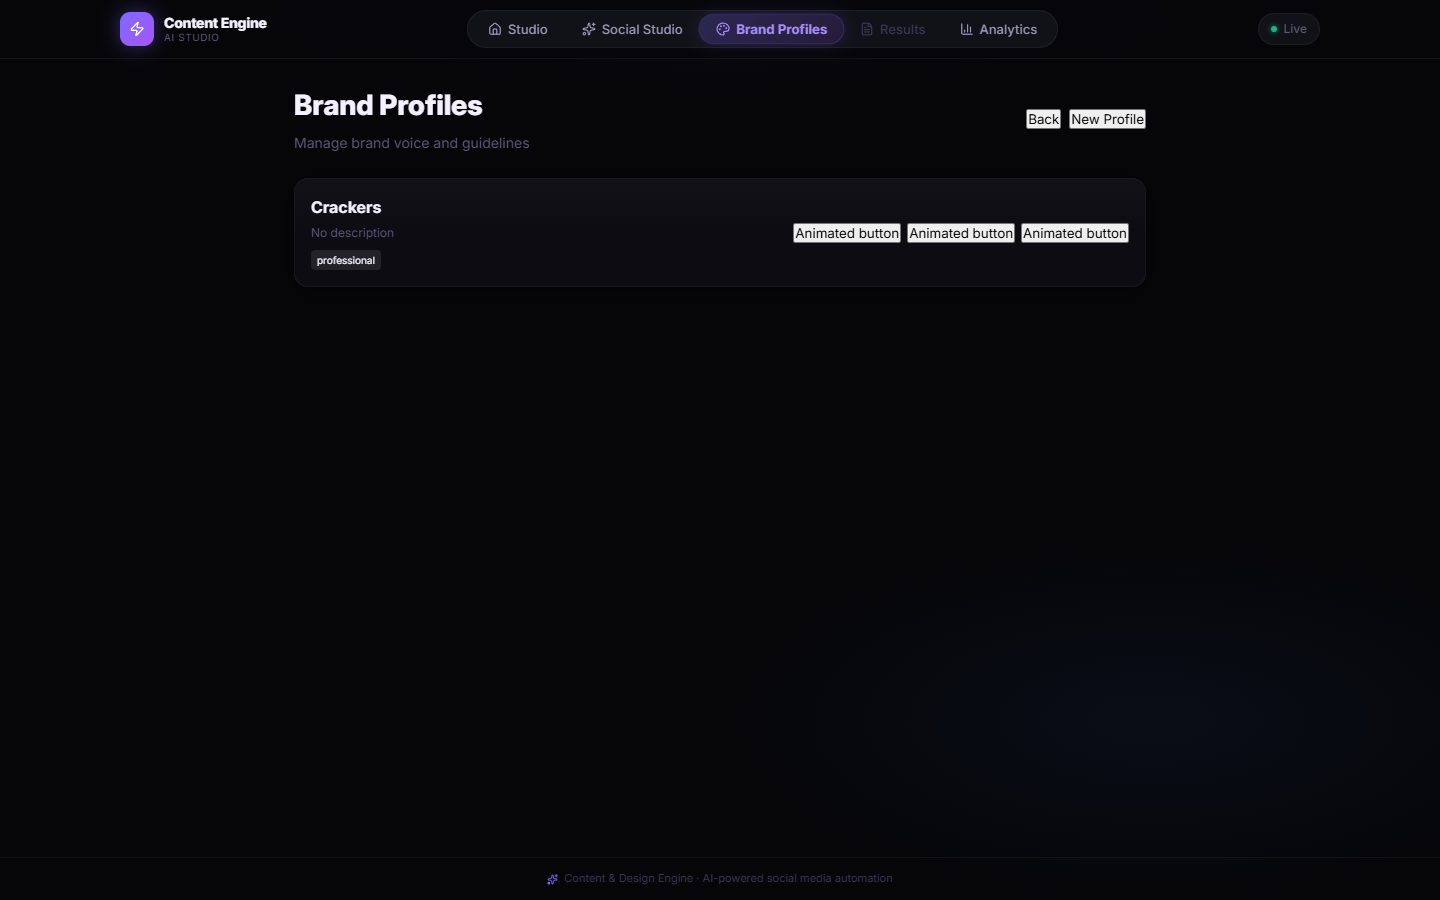 Content Engine
AI STUDIO
Studio
Social Studio
Brand Profiles
Results
Analytics
Live
Brand Profiles
Manage brand voice and guidelines
Back
New Profile
Crackers
No description
professional
Animated button
Animated button
Animated button
Content & Design Engine · AI-powered social media automation